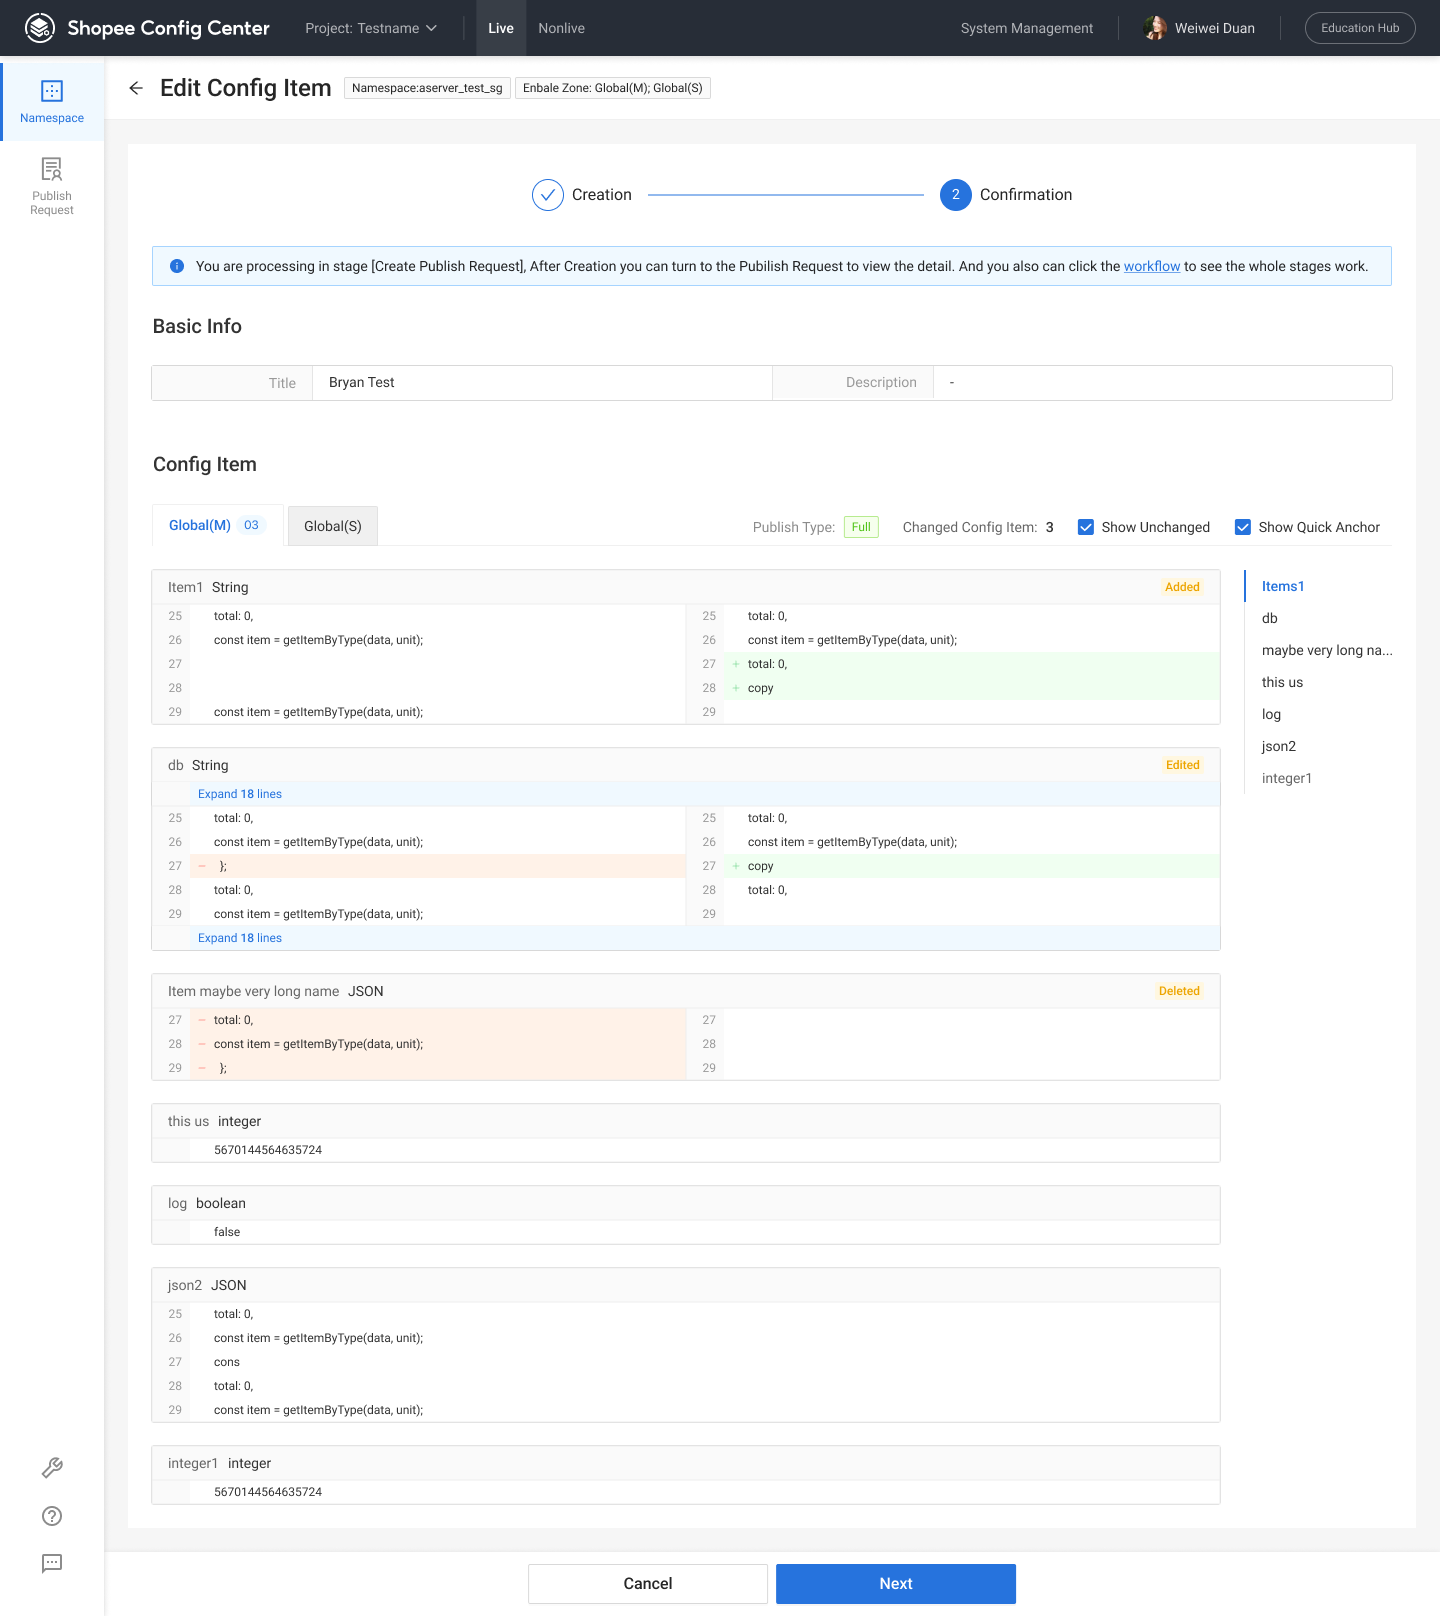 Shopee Config Center
Project: Testname
Live
Nonlive
System Management
Weiwei Duan
Education Hub
Namespace
Publish
Request
Edit Config Item
Namespace:aserver_test_sg
Enbale Zone: Global(M); Global(S)
Creation
2
Confirmation
You are processing in stage [Create Publish Request], After Creation you can turn to the Pubilish Request to view the detail. And you also can click the workflow to see the whole stages work.
Basic Info
Title
Bryan Test
Description
-
Config Item
Global(M) 03
Global(S)
Publish Type: Full
Changed Config Item: 3
Show Unchanged
Show Quick Anchor
Item1 String Added
25 total: 0, 25 total: 0,
26 const item = getItemByType(data, unit); 26 const item = getItemByType(data, unit);
27 27 + total: 0,
28 28 + copy
29 const item = getItemByType(data, unit); 29
db String Edited
Expand 18 lines
25 total: 0, 25 total: 0,
26 const item = getItemByType(data, unit); 26 const item = getItemByType(data, unit);
27 − }; 27 + copy
28 total: 0, 28 total: 0,
29 const item = getItemByType(data, unit); 29
Expand 18 lines
Item maybe very long name JSON Deleted
27 − total: 0, 27
28 − const item = getItemByType(data, unit); 28
29 − }; 29
this us integer
5670144564635724
log boolean
false
json2 JSON
25 total: 0,
26 const item = getItemByType(data, unit);
27 cons
28 total: 0,
29 const item = getItemByType(data, unit);
integer1 integer
5670144564635724
Items1
db
maybe very long na...
this us
log
json2
integer1
Cancel
Next